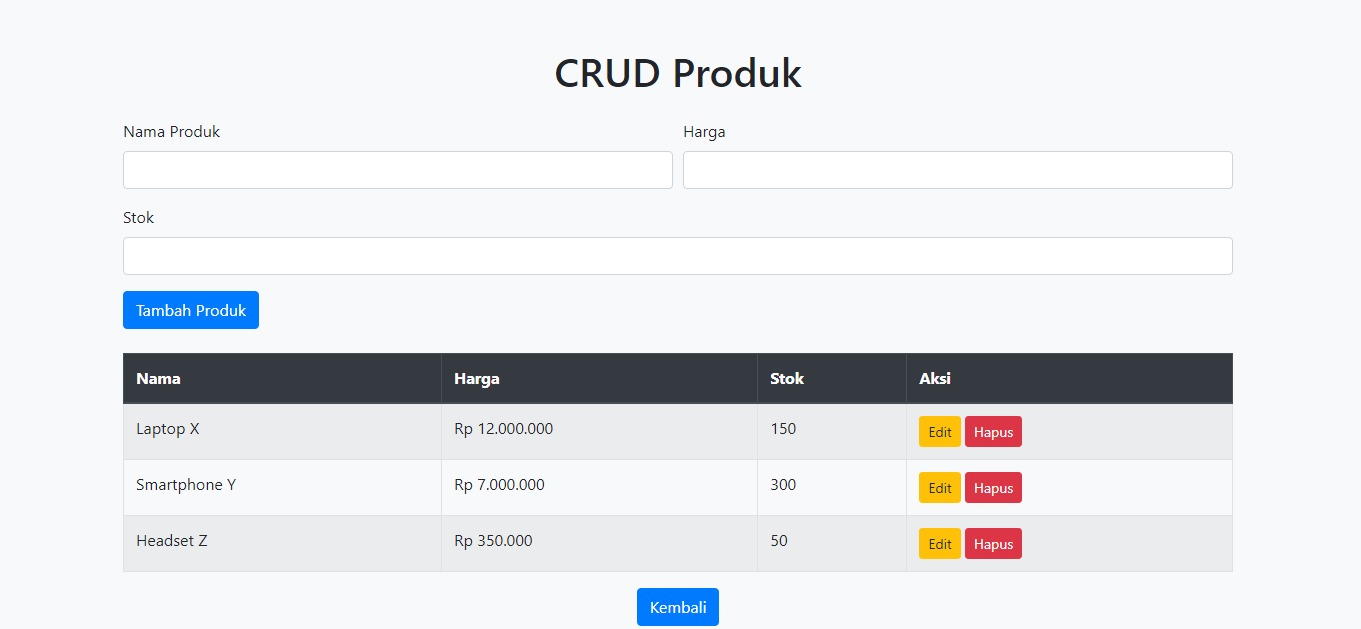 CRUD Produk
Nama Produk Harga
Stok
Tambah Produk
Nama Harga Stok Aksi
Laptop X Rp 12.000.000 150 Edit Hapus
Smartphone Y Rp 7.000.000 300 Edit Hapus
Headset Z Rp 350.000 50 Edit Hapus
Kembali